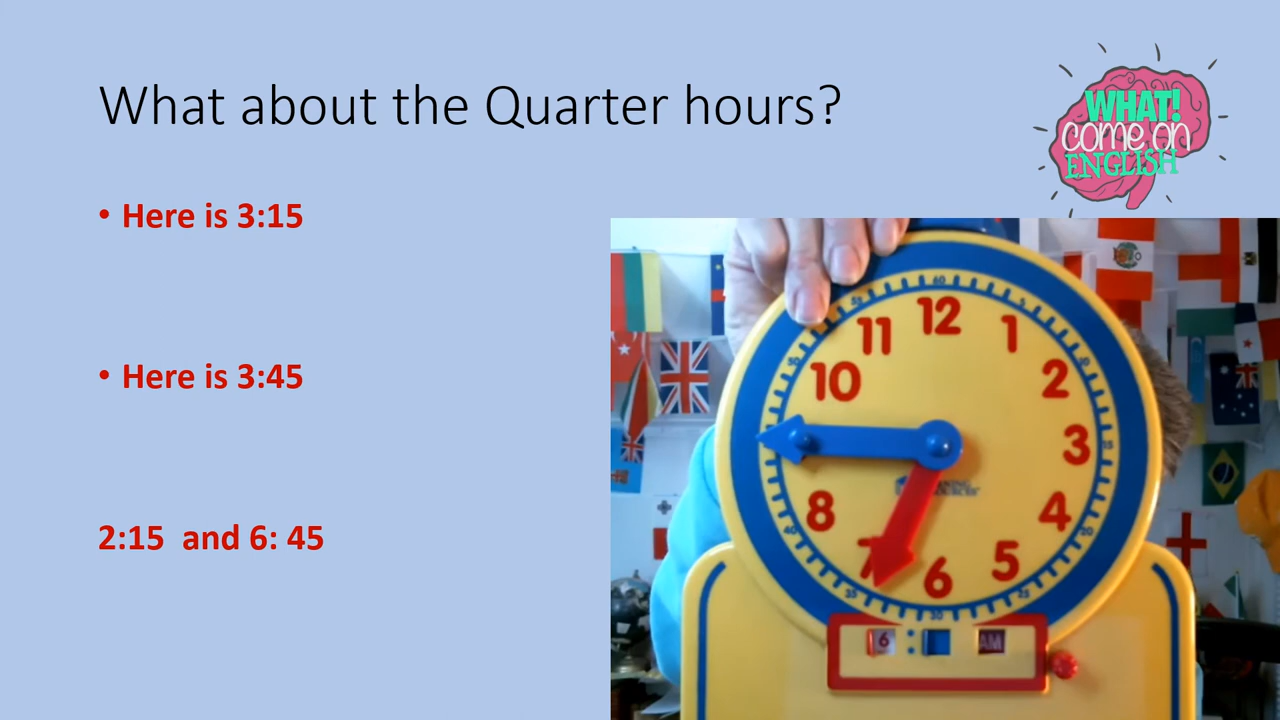 What about the Quarter hours?
WHAT!
come on
ENGLISH
• Here is 3:15
• Here is 3:45
2:15 and 6: 45
12
11
1
10
2
3
8
4
7
5
6
6 : AM